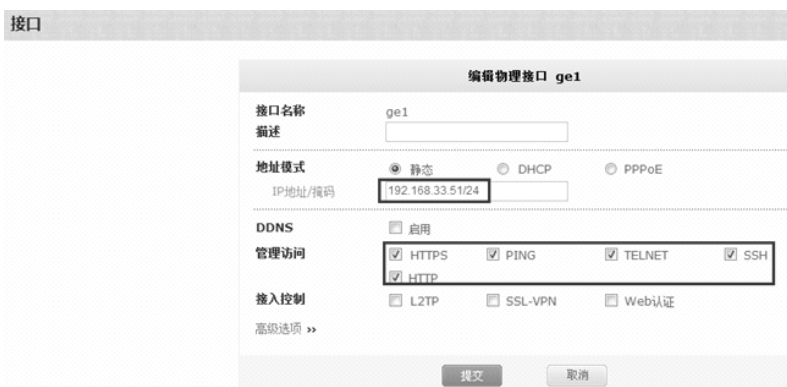 接口
编辑物理接口 ge1
接口名称 ge1
描述
地址模式 静态 DHCP PPPoE
IP地址/掩码 192.168.33.51/24
DDNS 启用
管理访问 HTTPS PING TELNET SSH
HTTP
接入控制 L2TP SSL-VPN Web认证
高级选项 »
提交 取消